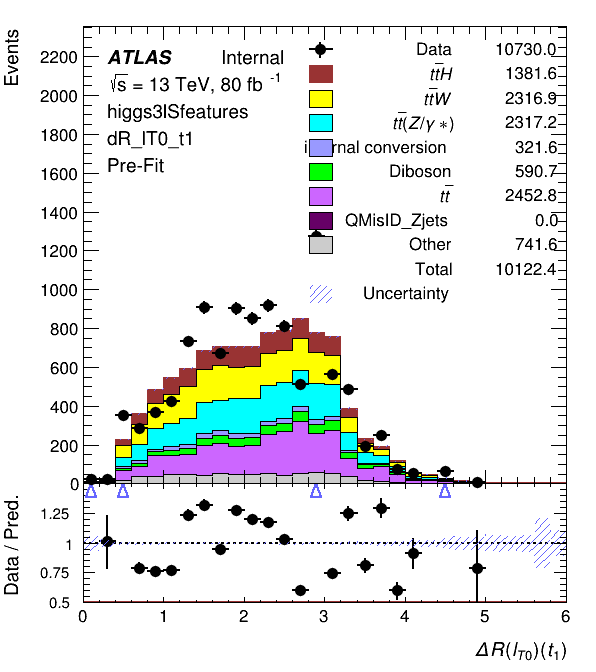 Events
ATLAS Internal
√s = 13 TeV, 80 fb -1
higgs3lSfeatures
dR_lT0_t1
Pre-Fit
Data 10730.0
tt̄H 1381.6
tt̄W 2316.9
tt̄(Z/γ *) 2317.2
nal conversion 321.6
Diboson 590.7
tt̄ 2452.8
QMisID_Zjets 0.0
Other 741.6
Total 10122.4
Uncertainty
2200
2000
1800
1600
1400
1200
1000
800
600
400
200
0
Data / Pred.
1.25
1
0.75
0.5
0 1 2 3 4 5 6
ΔR(l_T0)(t_1)